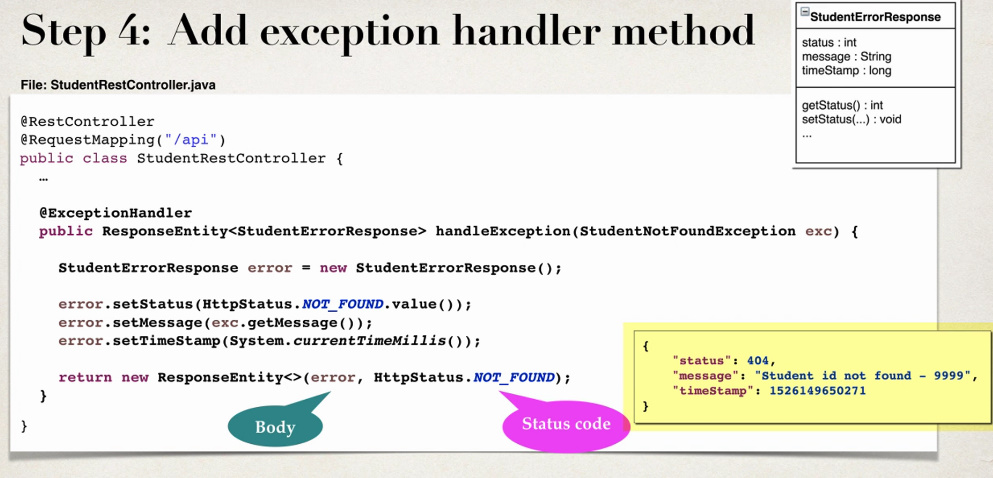 Step 4: Add exception handler method
StudentErrorResponse
status : int
message : String
timeStamp : long
getStatus() : int
setStatus(...) : void
...
File: StudentRestController.java
@RestController
@RequestMapping("/api")
public class StudentRestController {
…
@ExceptionHandler
public ResponseEntity<StudentErrorResponse> handleException(StudentNotFoundException exc) {
StudentErrorResponse error = new StudentErrorResponse();
error.setStatus(HttpStatus.NOT_FOUND.value());
error.setMessage(exc.getMessage());
error.setTimeStamp(System.currentTimeMillis());
return new ResponseEntity<>(error, HttpStatus.NOT_FOUND);
}
}
Body
Status code
{
"status": 404,
"message": "Student id not found - 9999",
"timeStamp": 1526149650271
}